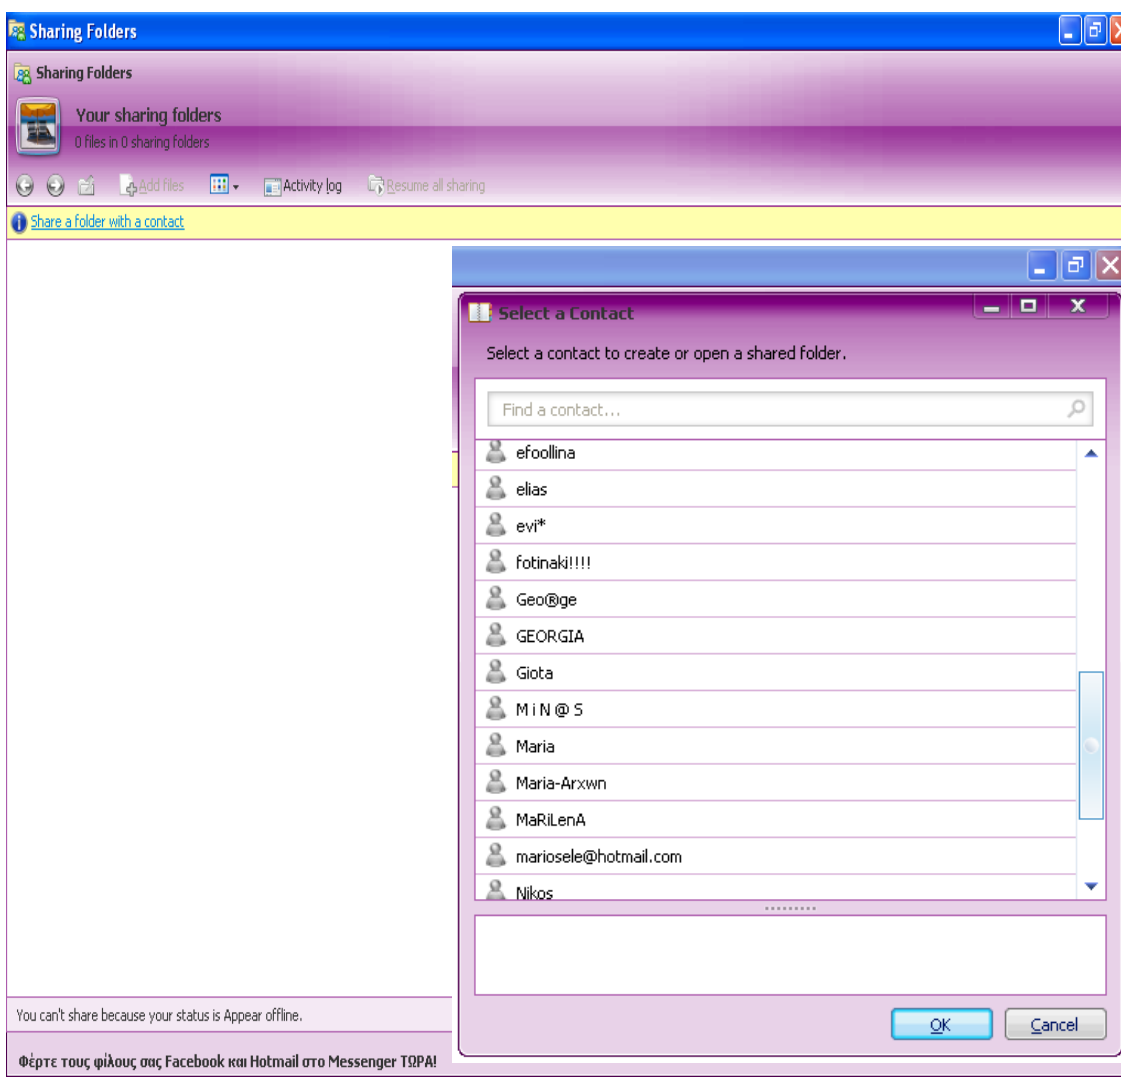 Sharing Folders
Sharing Folders
Your sharing folders
0 files in 0 sharing folders
Add files Activity log Resume all sharing
Share a folder with a contact
Select a Contact
Select a contact to create or open a shared folder.
Find a contact...
efoollina
elias
evi*
fotinaki!!!!
Geo®ge
GEORGIA
Giota
M i N @ S
Maria
Maria-Arxwn
MaRiLenA
mariosele@hotmail.com
Nikos
OK Cancel
You can't share because your status is Appear offline.
Φέρτε τους φίλους σας Facebook και Hotmail στο Messenger ΤΩΡΑ!